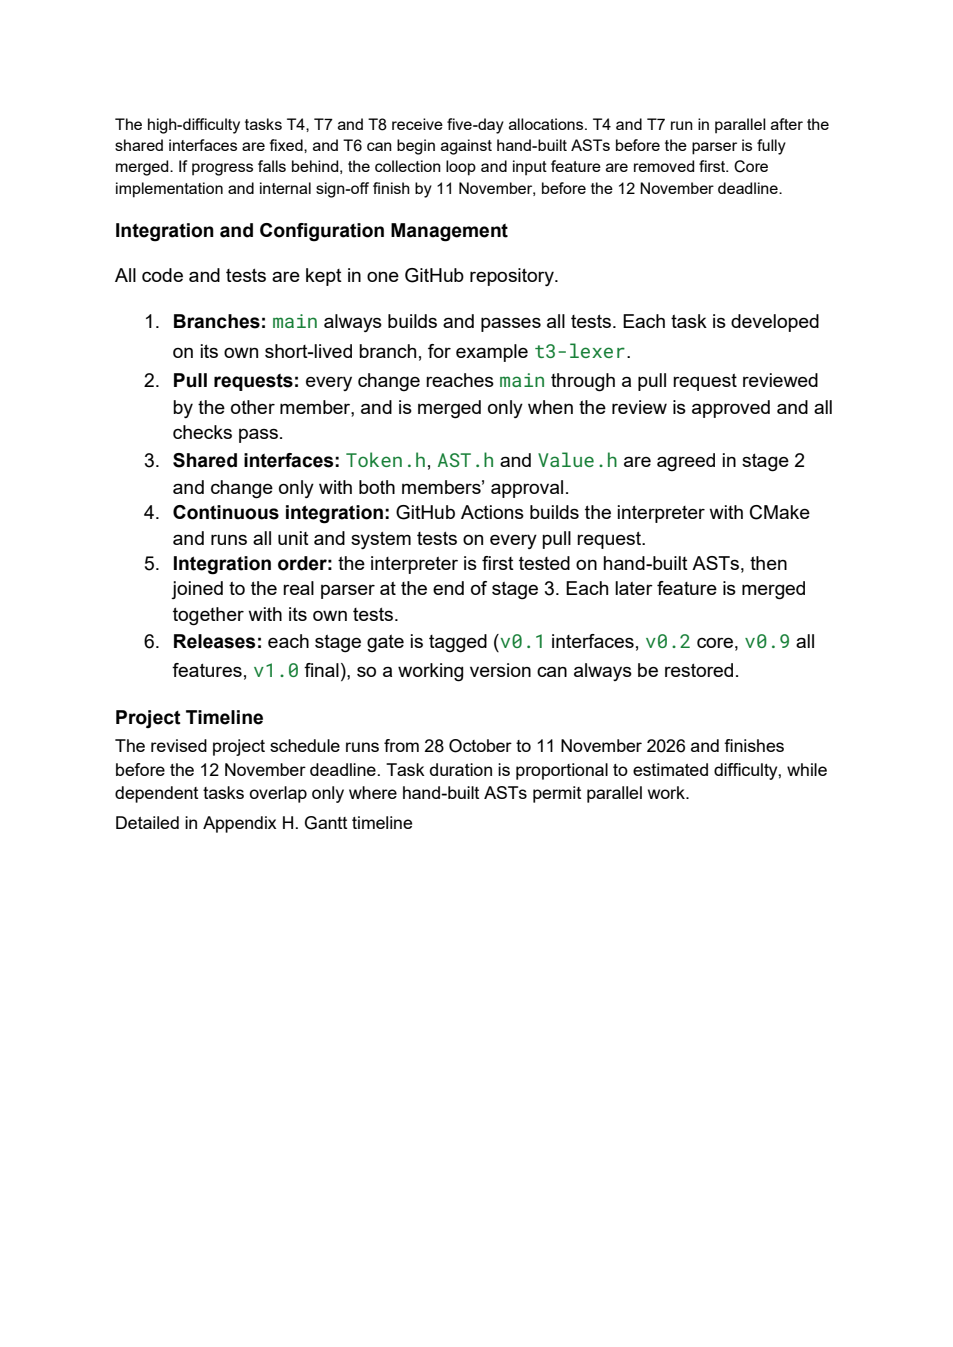 The high-difficulty tasks T4, T7 and T8 receive five-day allocations. T4 and T7 run in parallel after the
shared interfaces are fixed, and T6 can begin against hand-built ASTs before the parser is fully
merged. If progress falls behind, the collection loop and input feature are removed first. Core
implementation and internal sign-off finish by 11 November, before the 12 November deadline.
Integration and Configuration Management
All code and tests are kept in one GitHub repository.
1. Branches: main always builds and passes all tests. Each task is developed
on its own short-lived branch, for example t3-lexer.
2. Pull requests: every change reaches main through a pull request reviewed
by the other member, and is merged only when the review is approved and all
checks pass.
3. Shared interfaces: Token.h, AST.h and Value.h are agreed in stage 2
and change only with both members’ approval.
4. Continuous integration: GitHub Actions builds the interpreter with CMake
and runs all unit and system tests on every pull request.
5. Integration order: the interpreter is first tested on hand-built ASTs, then
joined to the real parser at the end of stage 3. Each later feature is merged
together with its own tests.
6. Releases: each stage gate is tagged (v0.1 interfaces, v0.2 core, v0.9 all
features, v1.0 final), so a working version can always be restored.
Project Timeline
The revised project schedule runs from 28 October to 11 November 2026 and finishes
before the 12 November deadline. Task duration is proportional to estimated difficulty, while
dependent tasks overlap only where hand-built ASTs permit parallel work.
Detailed in Appendix H. Gantt timeline